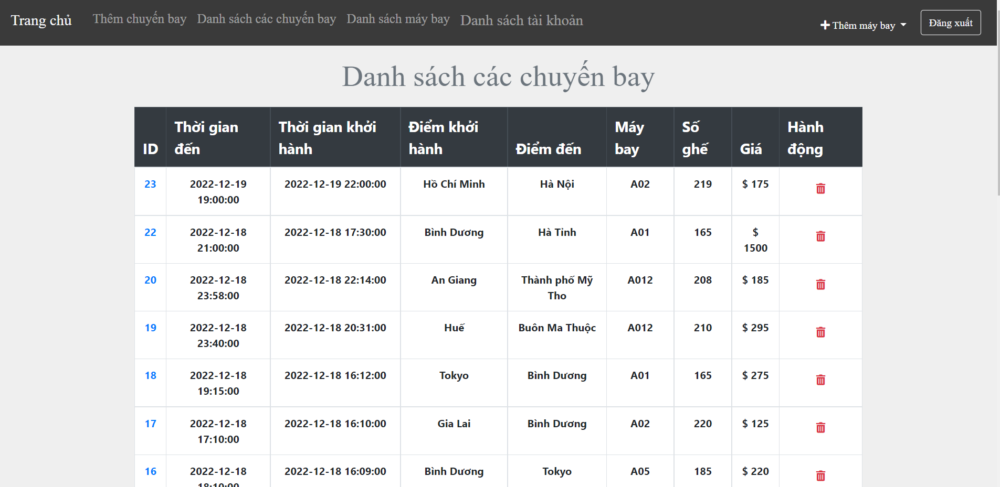 Trang chủ Thêm chuyến bay Danh sách các chuyến bay Danh sách máy bay Danh sách tài khoản Thêm máy bay Đăng xuất
Danh sách các chuyến bay
ID Thời gian đến Thời gian khởi hành Điểm khởi hành Điểm đến Máy bay Số ghế Giá Hành động
23 2022-12-19 19:00:00 2022-12-19 22:00:00 Hồ Chí Minh Hà Nội A02 219 $ 175
22 2022-12-18 21:00:00 2022-12-18 17:30:00 Bình Dương Hà Tỉnh A01 165 $ 1500
20 2022-12-18 23:58:00 2022-12-18 22:14:00 An Giang Thành phố Mỹ Tho A012 208 $ 185
19 2022-12-18 23:40:00 2022-12-18 20:31:00 Huế Buôn Ma Thuộc A012 210 $ 295
18 2022-12-18 19:15:00 2022-12-18 16:12:00 Tokyo Bình Dương A01 165 $ 275
17 2022-12-18 17:10:00 2022-12-18 16:10:00 Gia Lai Bình Dương A02 220 $ 125
16 2022-12-18 18:10:00 2022-12-18 16:09:00 Bình Dương Tokyo A05 185 $ 220